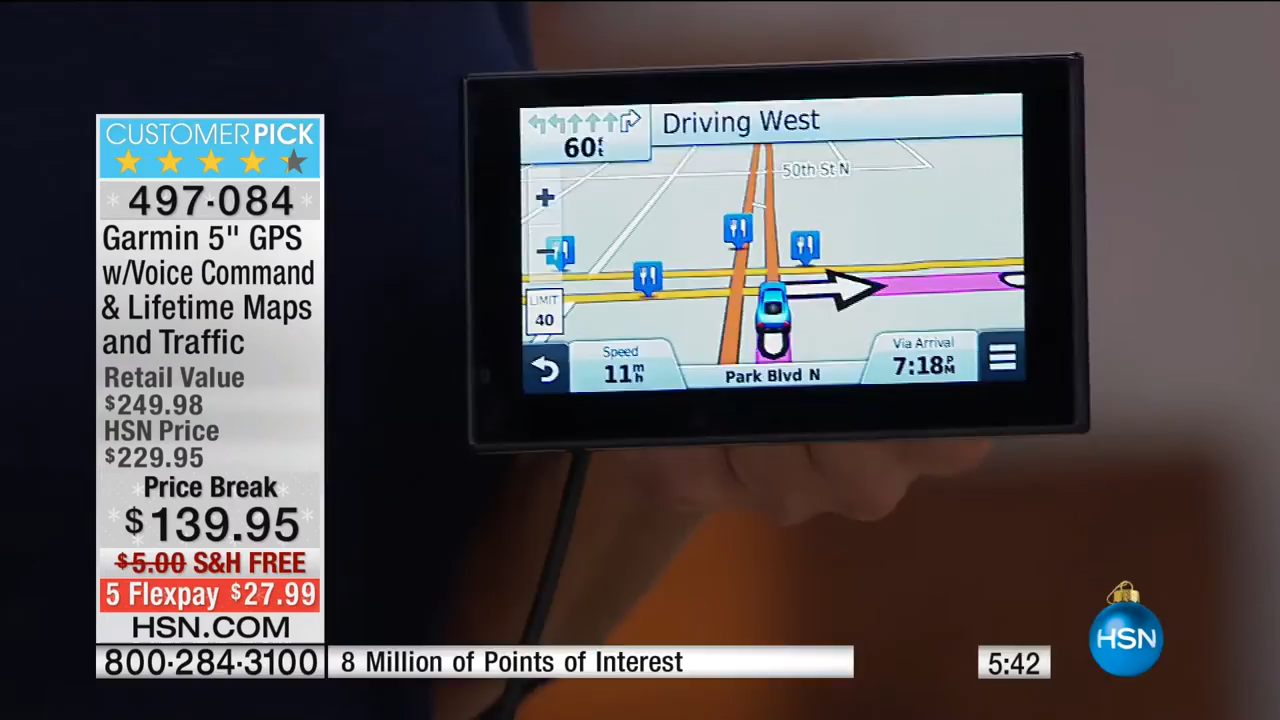 CUSTOMER PICK
497-084
Garmin 5" GPS
w/Voice Command
& Lifetime Maps
and Traffic
Retail Value
$249.98
HSN Price
$229.95
Price Break
$139.95
$5.00 S&H FREE
5 Flexpay $27.99
HSN.COM
800-284-3100
8 Million of Points of Interest
5:42
HSN
60ft
Driving West
50th St N
+
-
LIMIT
40
Speed
11mh
Park Blvd N
Via Arrival
7:18PM